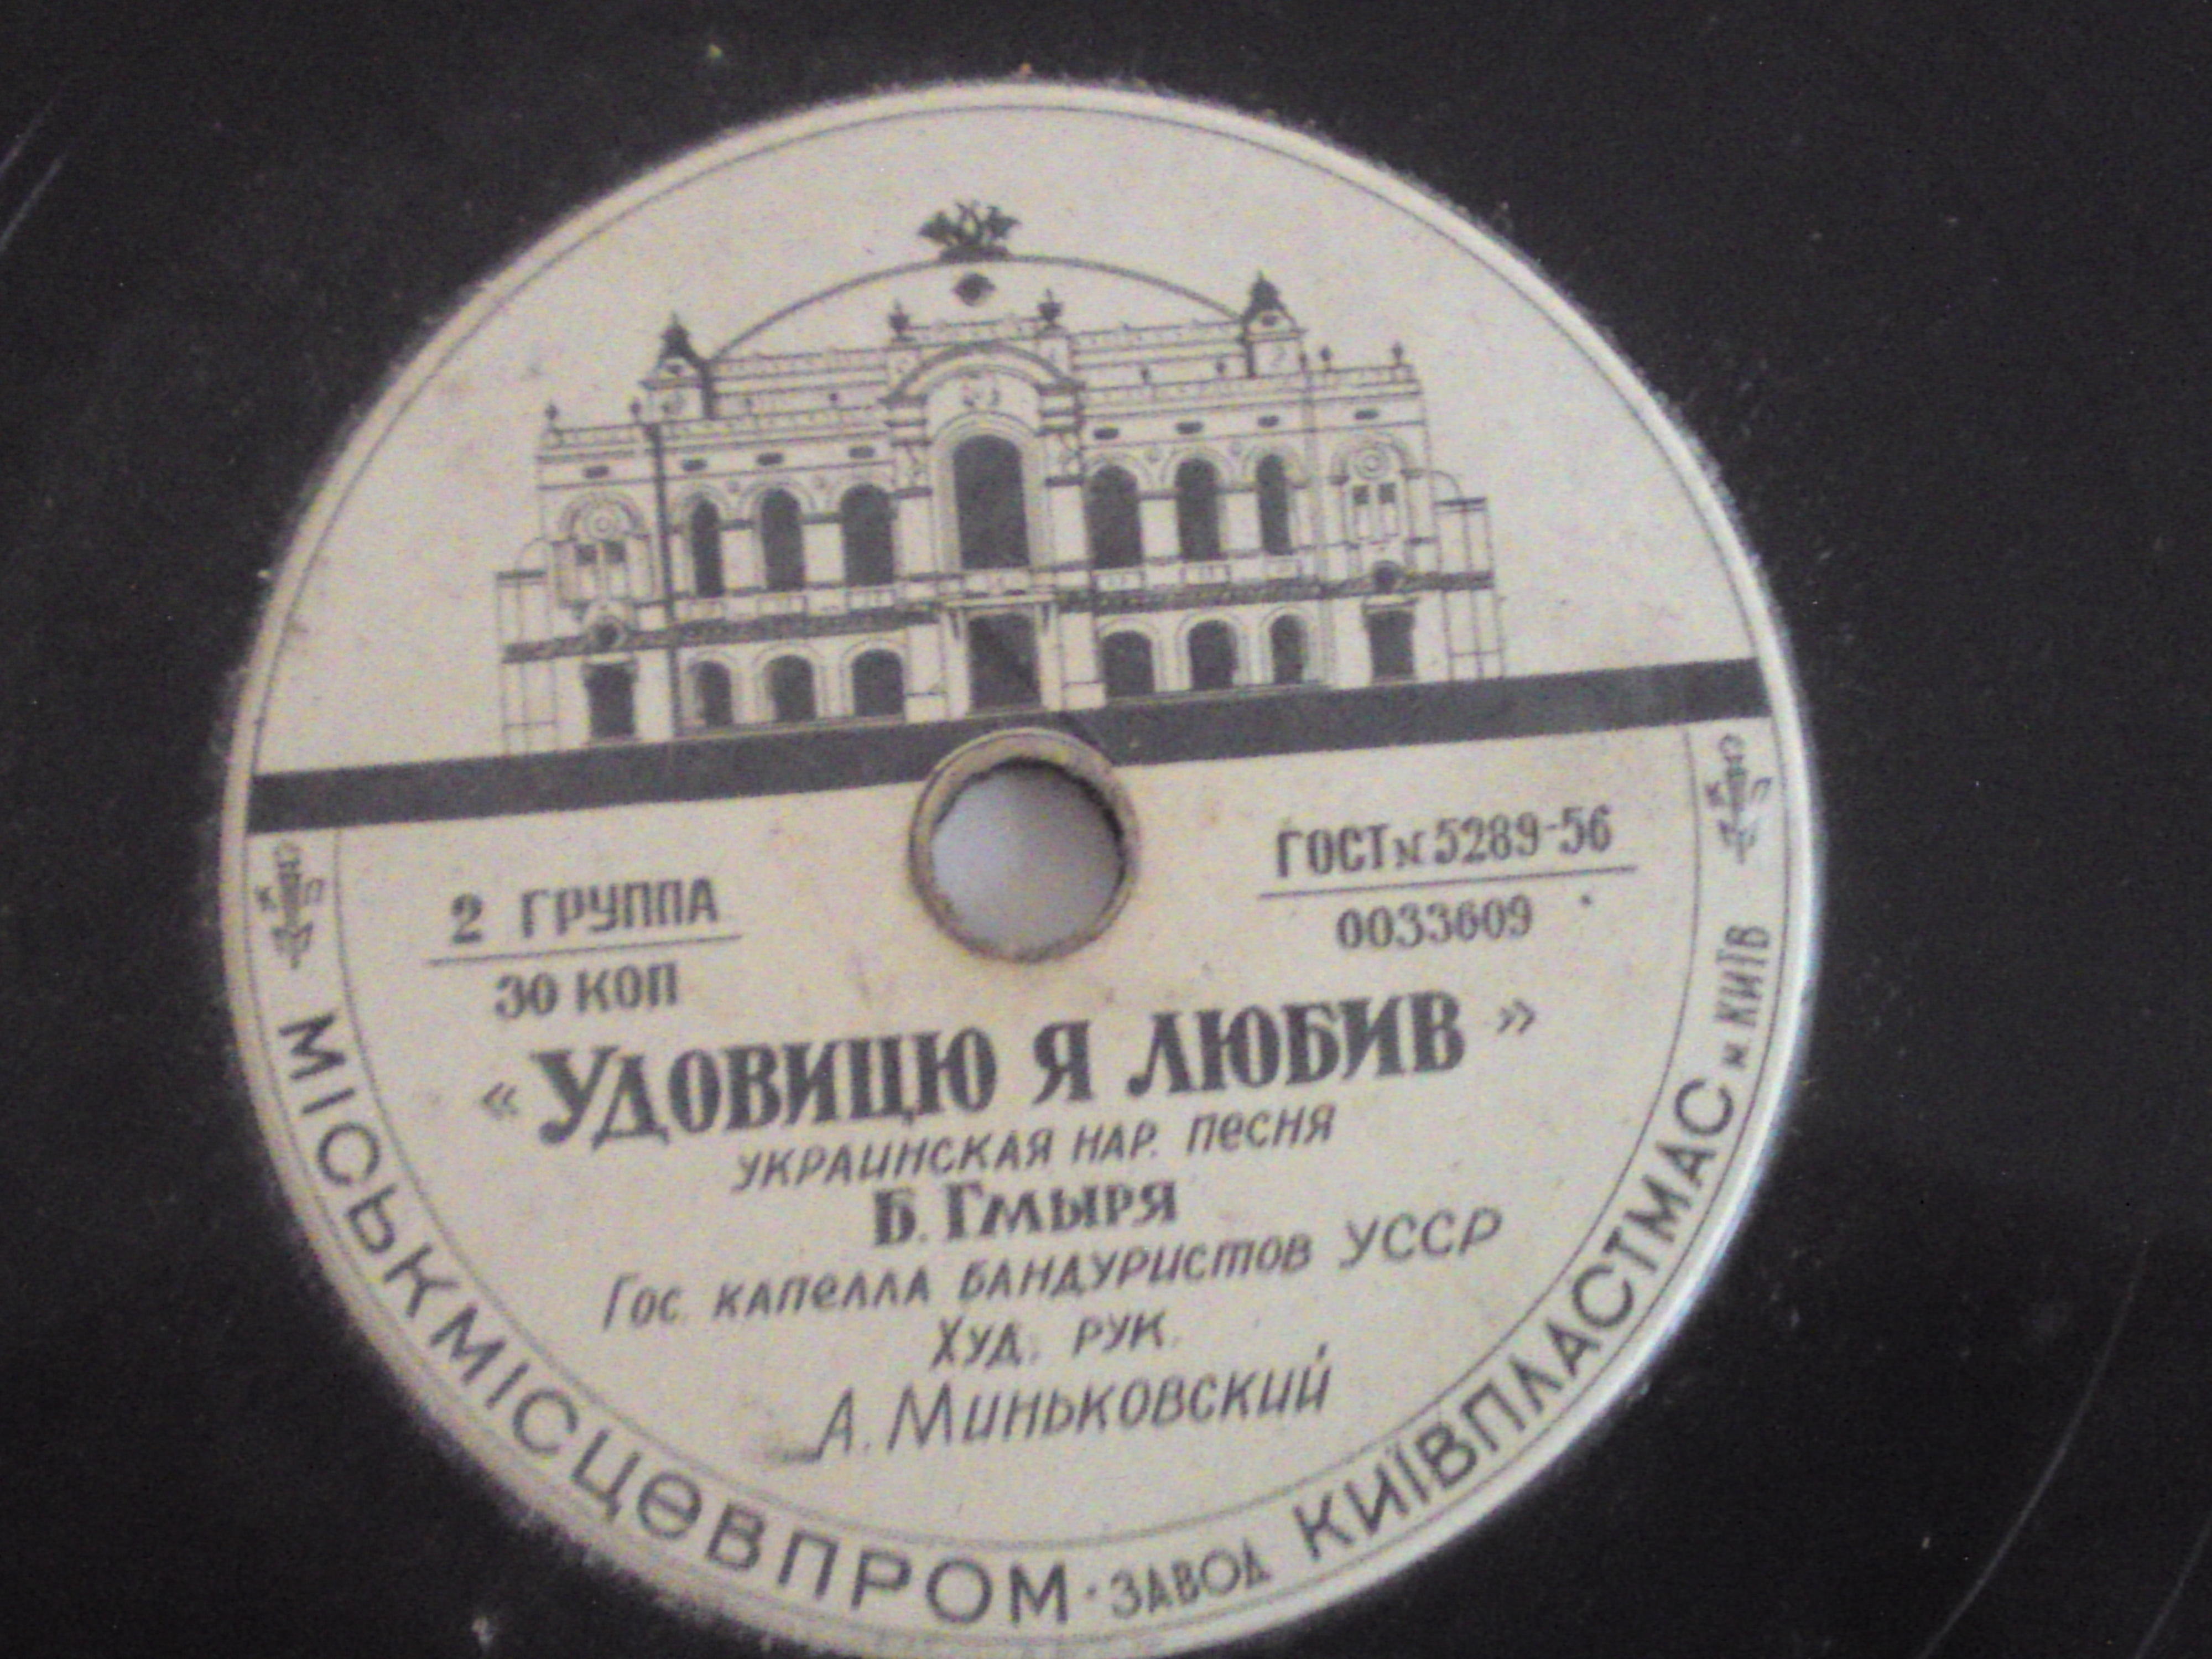 2 ГРУППА
30 КОП
ГОСТ № 5289-56
0033609
«УДОВИЦЮ Я ЛЮБИВ»
УКРАИНСКАЯ НАР. ПЕСНЯ
Б. ГМЫРЯ
Гос. КАПЕЛЛА БАНДУРИСТОВ УССР
ХУД. РУК.
А. Миньковский
МІСЬКМІСЦЕВПРОМ · ЗАВОД КИЇВПЛАСТМАС м. КИЇВ